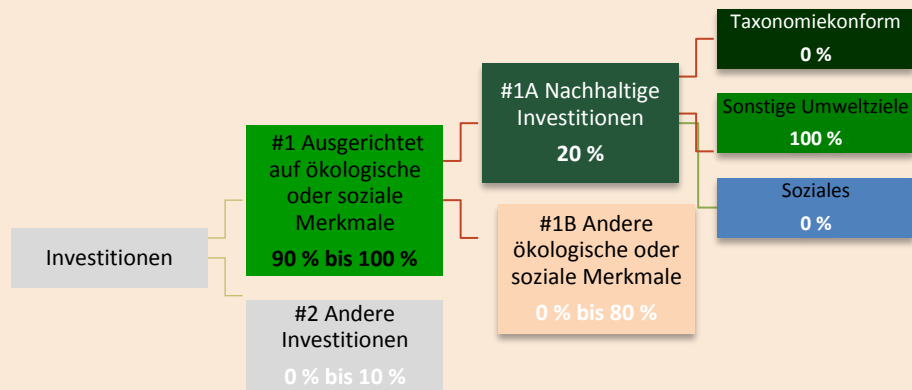 Investitionen
#1 Ausgerichtet
auf ökologische
oder soziale
Merkmale
90 % bis 100 %
#2 Andere
Investitionen
0 % bis 10 %
#1A Nachhaltige
Investitionen
20 %
#1B Andere
ökologische oder
soziale Merkmale
0 % bis 80 %
Taxonomiekonform
0 %
Sonstige Umweltziele
100 %
Soziales
0 %